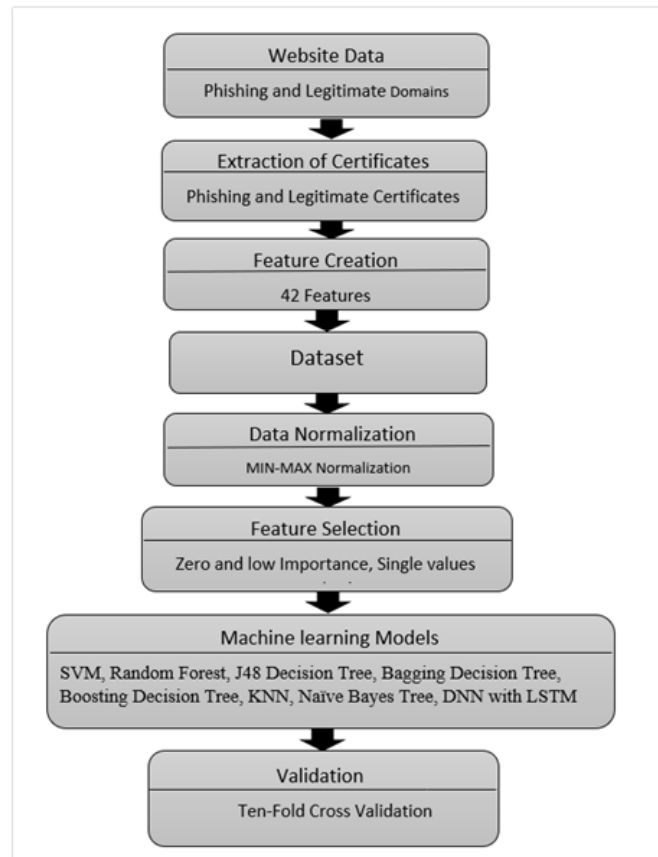 Website Data
Phishing and Legitimate Domains
Extraction of Certificates
Phishing and Legitimate Certificates
Feature Creation
42 Features
Dataset
Data Normalization
MIN-MAX Normalization
Feature Selection
Zero and low Importance, Single values
Machine learning Models
SVM, Random Forest, J48 Decision Tree, Bagging Decision Tree,
Boosting Decision Tree, KNN, Naïve Bayes Tree, DNN with LSTM
Validation
Ten-Fold Cross Validation